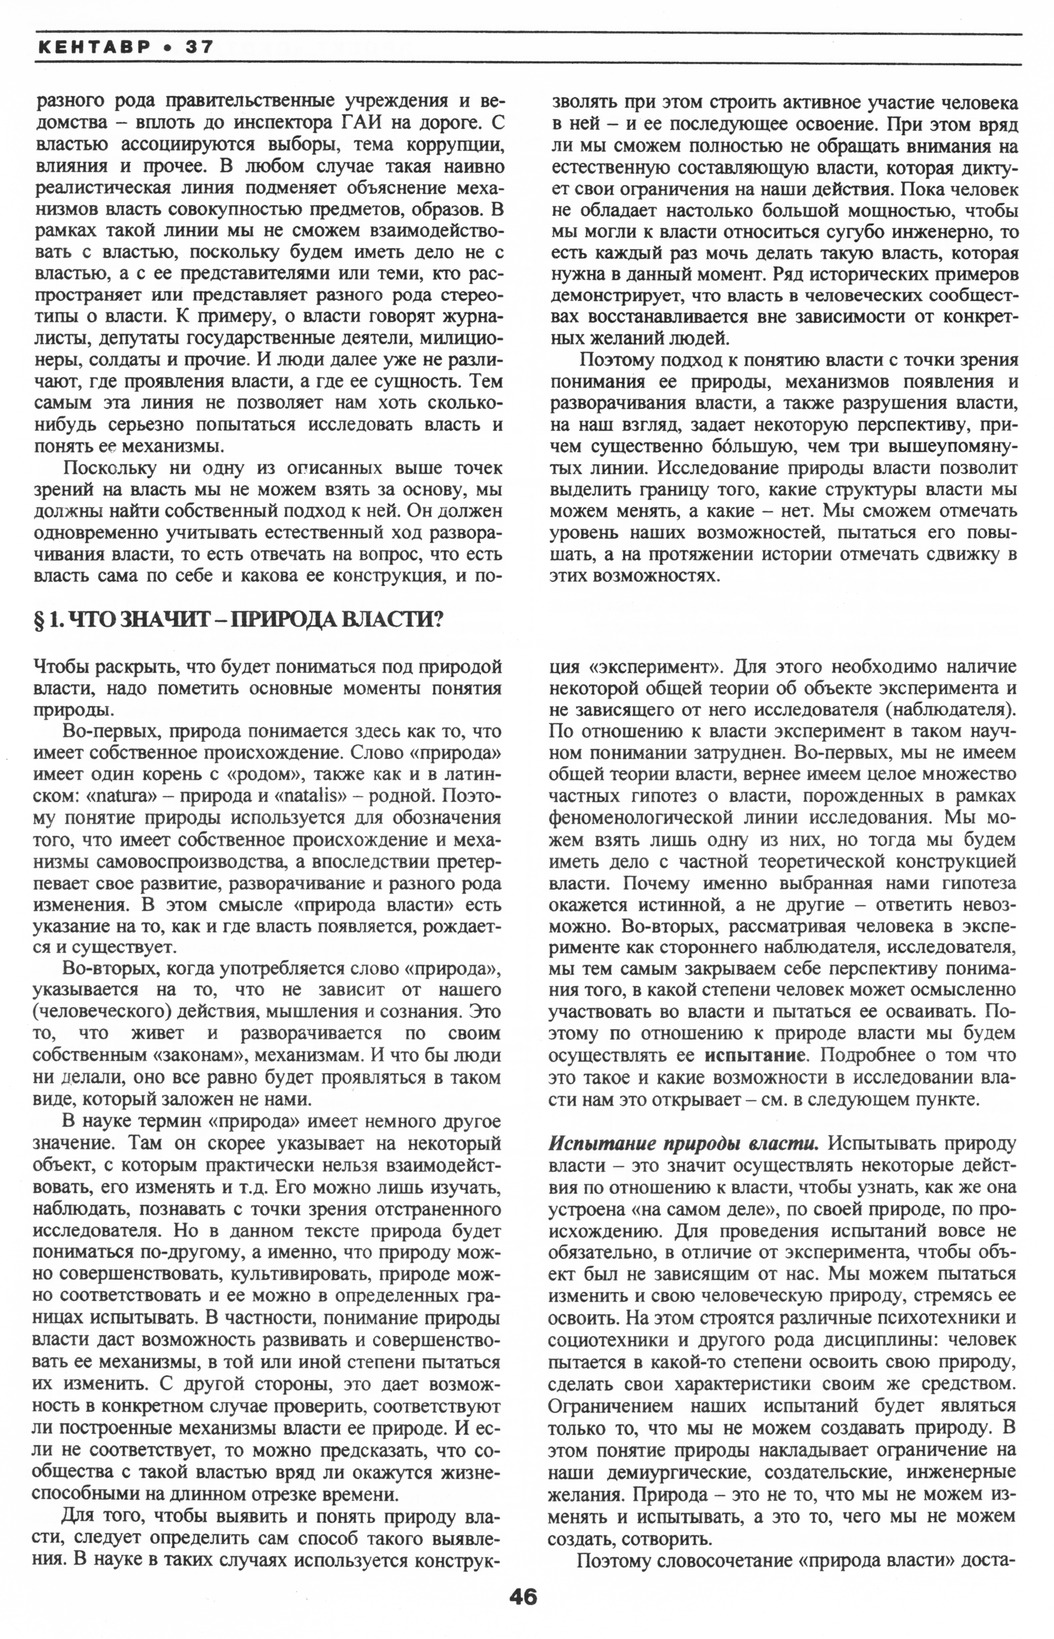 КЕНТАВР • 37
разного рода правительственные учреждения и ве-
домства – вплоть до инспектора ГАИ на дороге. С
властью ассоциируются выборы, тема коррупции,
влияния и прочее. В любом случае такая наивно
реалистическая линия подменяет объяснение меха-
низмов власть совокупностью предметов, образов. В
рамках такой линии мы не сможем взаимодейство-
вать с властью, поскольку будем иметь дело не с
властью, а с ее представителями или теми, кто рас-
пространяет или представляет разного рода стерео-
типы о власти. К примеру, о власти говорят журна-
листы, депутаты государственные деятели, милицио-
неры, солдаты и прочие. И люди далее уже не разли-
чают, где проявления власти, а где ее сущность. Тем
самым эта линия не позволяет нам хоть сколько-
нибудь серьезно попытаться исследовать власть и
понять ее механизмы.
Поскольку ни одну из описанных выше точек
зрений на власть мы не можем взять за основу, мы
должны найти собственный подход к ней. Он должен
одновременно учитывать естественный ход развора-
чивания власти, то есть отвечать на вопрос, что есть
власть сама по себе и какова ее конструкция, и по-
зволять при этом строить активное участие человека
в ней – и ее последующее освоение. При этом вряд
ли мы сможем полностью не обращать внимания на
естественную составляющую власти, которая дикту-
ет свои ограничения на наши действия. Пока человек
не обладает настолько большой мощностью, чтобы
мы могли к власти относиться сугубо инженерно, то
есть каждый раз мочь делать такую власть, которая
нужна в данный момент. Ряд исторических примеров
демонстрирует, что власть в человеческих сообщест-
вах восстанавливается вне зависимости от конкрет-
ных желаний людей.
Поэтому подход к понятию власти с точки зрения
понимания ее природы, механизмов появления и
разворачивания власти, а также разрушения власти,
на наш взгляд, задает некоторую перспективу, при-
чем существенно бо́льшую, чем три вышеупомяну-
тых линии. Исследование природы власти позволит
выделить границу того, какие структуры власти мы
можем менять, а какие – нет. Мы сможем отмечать
уровень наших возможностей, пытаться его повы-
шать, а на протяжении истории отмечать сдвижку в
этих возможностях.
§ 1. ЧТО ЗНАЧИТ – ПРИРОДА ВЛАСТИ?
Чтобы раскрыть, что будет пониматься под природой
власти, надо пометить основные моменты понятия
природы.
Во-первых, природа понимается здесь как то, что
имеет собственное происхождение. Слово «природа»
имеет один корень с «родом», также как и в латин-
ском: «natura» – природа и «natalis» – родной. Поэто-
му понятие природы используется для обозначения
того, что имеет собственное происхождение и меха-
низмы самовоспроизводства, а впоследствии претер-
певает свое развитие, разворачивание и разного рода
изменения. В этом смысле «природа власти» есть
указание на то, как и где власть появляется, рождает-
ся и существует.
Во-вторых, когда употребляется слово «природа»,
указывается на то, что не зависит от нашего
(человеческого) действия, мышления и сознания. Это
то, что живет и разворачивается по своим
собственным «законам», механизмам. И что бы люди
ни делали, оно все равно будет проявляться в таком
виде, который заложен не нами.
В науке термин «природа» имеет немного другое
значение. Там он скорее указывает на некоторый
объект, с которым практически нельзя взаимодейст-
вовать, его изменять и т.д. Его можно лишь изучать,
наблюдать, познавать с точки зрения отстраненного
исследователя. Но в данном тексте природа будет
пониматься по-другому, а именно, что природу мож-
но совершенствовать, культивировать, природе мож-
но соответствовать и ее можно в определенных гра-
ницах испытывать. В частности, понимание природы
власти даст возможность развивать и совершенство-
вать ее механизмы, в той или иной степени пытаться
их изменить. С другой стороны, это дает возмож-
ность в конкретном случае проверить, соответствуют
ли построенные механизмы власти ее природе. И ес-
ли не соответствует, то можно предсказать, что со-
общества с такой властью вряд ли окажутся жизне-
способными на длинном отрезке времени.
Для того, чтобы выявить и понять природу вла-
сти, следует определить сам способ такого выявле-
ния. В науке в таких случаях используется конструк-
ция «эксперимент». Для этого необходимо наличие
некоторой общей теории об объекте эксперимента и
не зависящего от него исследователя (наблюдателя).
По отношению к власти эксперимент в таком науч-
ном понимании затруднен. Во-первых, мы не имеем
общей теории власти, вернее имеем целое множество
частных гипотез о власти, порожденных в рамках
феноменологической линии исследования. Мы мо-
жем взять лишь одну из них, но тогда мы будем
иметь дело с частной теоретической конструкцией
власти. Почему именно выбранная нами гипотеза
окажется истинной, а не другие – ответить невоз-
можно. Во-вторых, рассматривая человека в экспе-
рименте как стороннего наблюдателя, исследователя,
мы тем самым закрываем себе перспективу понима-
ния того, в какой степени человек может осмысленно
участвовать во власти и пытаться ее осваивать. По-
этому по отношению к природе власти мы будем
осуществлять ее испытание. Подробнее о том что
это такое и какие возможности в исследовании вла-
сти нам это открывает – см. в следующем пункте.
Испытание природы власти. Испытывать природу
власти – это значит осуществлять некоторые дейст-
вия по отношению к власти, чтобы узнать, как же она
устроена «на самом деле», по своей природе, по про-
исхождению. Для проведения испытаний вовсе не
обязательно, в отличие от эксперимента, чтобы объ-
ект был не зависящим от нас. Мы можем пытаться
изменить и свою человеческую природу, стремясь ее
освоить. На этом строятся различные психотехники и
социотехники и другого рода дисциплины: человек
пытается в какой-то степени освоить свою природу,
сделать свои характеристики своим же средством.
Ограничением наших испытаний будет являться
только то, что мы не можем создавать природу. В
этом понятие природы накладывает ограничение на
наши демиургические, создательские, инженерные
желания. Природа – это не то, что мы не можем из-
менять и испытывать, а это то, чего мы не можем
создать, сотворить.
Поэтому словосочетание «природа власти» доста-
46